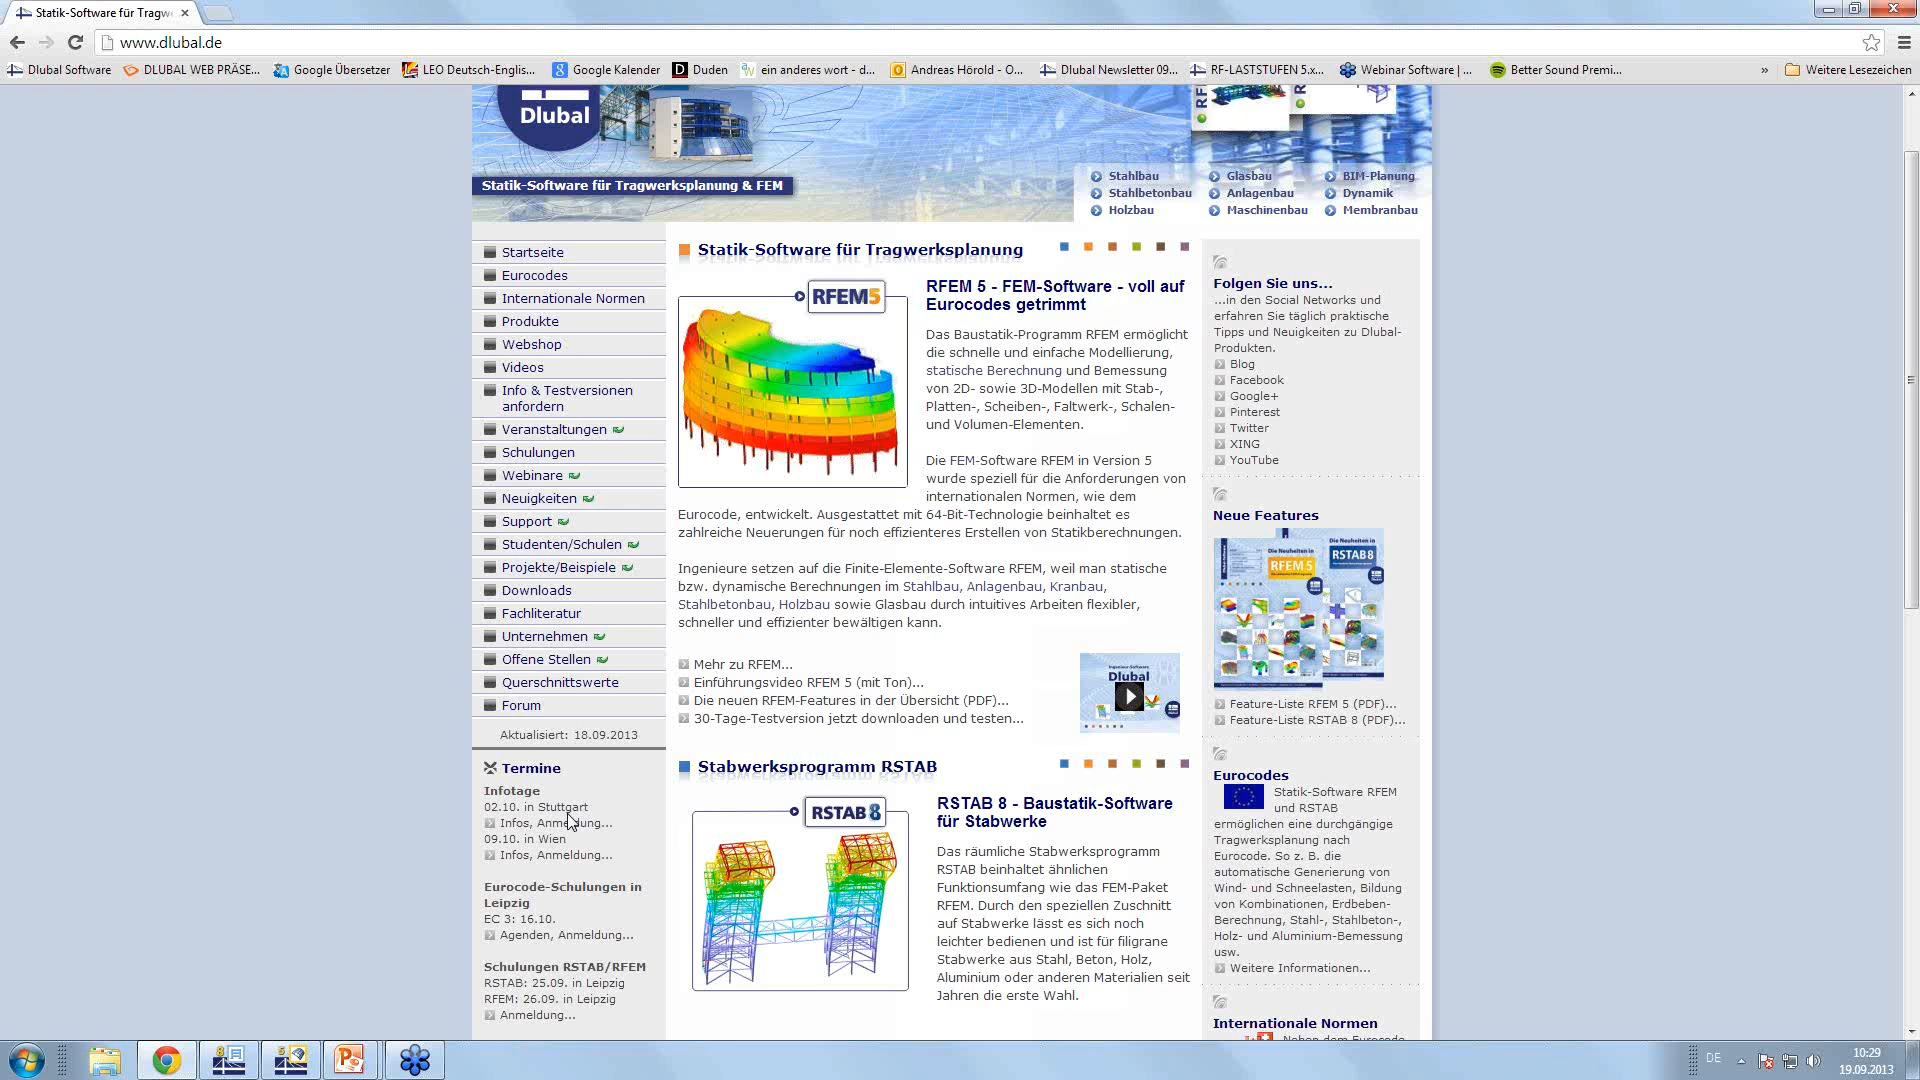 Statik-Software für Tragw
www.dlubal.de
Dlubal Software
DLUBAL WEB PRÄSE...
Google Übersetzer
LEO Deutsch-Englis...
Google Kalender
Duden
ein anderes wort - d...
Andreas Hörold - O...
Dlubal Newsletter 09...
RF-LASTSTUFEN 5.x...
Webinar Software | ...
Better Sound Premi...
»
Weitere Lesezeichen
Dlubal
Statik-Software für Tragwerksplanung & FEM
Stahlbau
Glasbau
BIM-Planung
Stahlbetonbau
Anlagenbau
Dynamik
Holzbau
Maschinenbau
Membranbau
Startseite
Eurocodes
Internationale Normen
Produkte
Webshop
Videos
Info & Testversionen
anfordern
Veranstaltungen
Schulungen
Webinare
Neuigkeiten
Support
Studenten/Schulen
Projekte/Beispiele
Downloads
Fachliteratur
Unternehmen
Offene Stellen
Querschnittswerte
Forum
Aktualisiert: 18.09.2013
Termine
Infotage
02.10. in Stuttgart
Infos, Anmeldung...
09.10. in Wien
Infos, Anmeldung...
Eurocode-Schulungen in
Leipzig
EC 3: 16.10.
Agenden, Anmeldung...
Schulungen RSTAB/RFEM
RSTAB: 25.09. in Leipzig
RFEM: 26.09. in Leipzig
Anmeldung...
Statik-Software für Tragwerksplanung
RFEM5
RFEM 5 - FEM-Software - voll auf
Eurocodes getrimmt
Das Baustatik-Programm RFEM ermöglicht
die schnelle und einfache Modellierung,
statische Berechnung und Bemessung
von 2D- sowie 3D-Modellen mit Stab-,
Platten-, Scheiben-, Faltwerk-, Schalen-
und Volumen-Elementen.
Die FEM-Software RFEM in Version 5
wurde speziell für die Anforderungen von
internationalen Normen, wie dem
Eurocode, entwickelt. Ausgestattet mit 64-Bit-Technologie beinhaltet es
zahlreiche Neuerungen für noch effizienteres Erstellen von Statikberechnungen.
Ingenieure setzen auf die Finite-Elemente-Software RFEM, weil man statische
bzw. dynamische Berechnungen im Stahlbau, Anlagenbau, Kranbau,
Stahlbetonbau, Holzbau sowie Glasbau durch intuitives Arbeiten flexibler,
schneller und effizienter bewältigen kann.
Mehr zu RFEM...
Einführungsvideo RFEM 5 (mit Ton)...
Die neuen RFEM-Features in der Übersicht (PDF)...
30-Tage-Testversion jetzt downloaden und testen...
Ingenieur-Software
Dlubal
Stabwerksprogramm RSTAB
RSTAB 8
RSTAB 8 - Baustatik-Software
für Stabwerke
Das räumliche Stabwerksprogramm
RSTAB beinhaltet ähnlichen
Funktionsumfang wie das FEM-Paket
RFEM. Durch den speziellen Zuschnitt
auf Stabwerke lässt es sich noch
leichter bedienen und ist für filigrane
Stabwerke aus Stahl, Beton, Holz,
Aluminium oder anderen Materialien seit
Jahren die erste Wahl.
Folgen Sie uns...
...in den Social Networks und
erfahren Sie täglich praktische
Tipps und Neuigkeiten zu Dlubal-
Produkten.
Blog
Facebook
Google+
Pinterest
Twitter
XING
YouTube
Neue Features
Die Neuheiten in
RFEM 5
Die Neuheiten in
RSTAB 8
Feature-Liste RFEM 5 (PDF)...
Feature-Liste RSTAB 8 (PDF)...
Eurocodes
Statik-Software RFEM
und RSTAB
ermöglichen eine durchgängige
Tragwerksplanung nach
Eurocode. So z. B. die
automatische Generierung von
Wind- und Schneelasten, Bildung
von Kombinationen, Erdbeben-
Berechnung, Stahl-, Stahlbeton-,
Holz- und Aluminium-Bemessung
usw.
Weitere Informationen...
Internationale Normen
Neben dem Eurocode
DE
10:29
19.09.2013